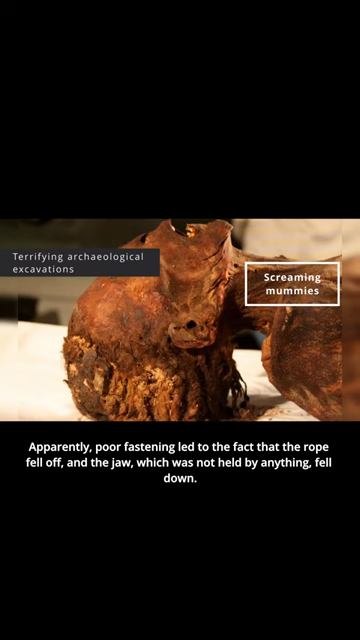 Terrifying archaeological
excavations
Screaming
mummies
Apparently, poor fastening led to the fact that the rope
fell off, and the jaw, which was not held by anything, fell
down.